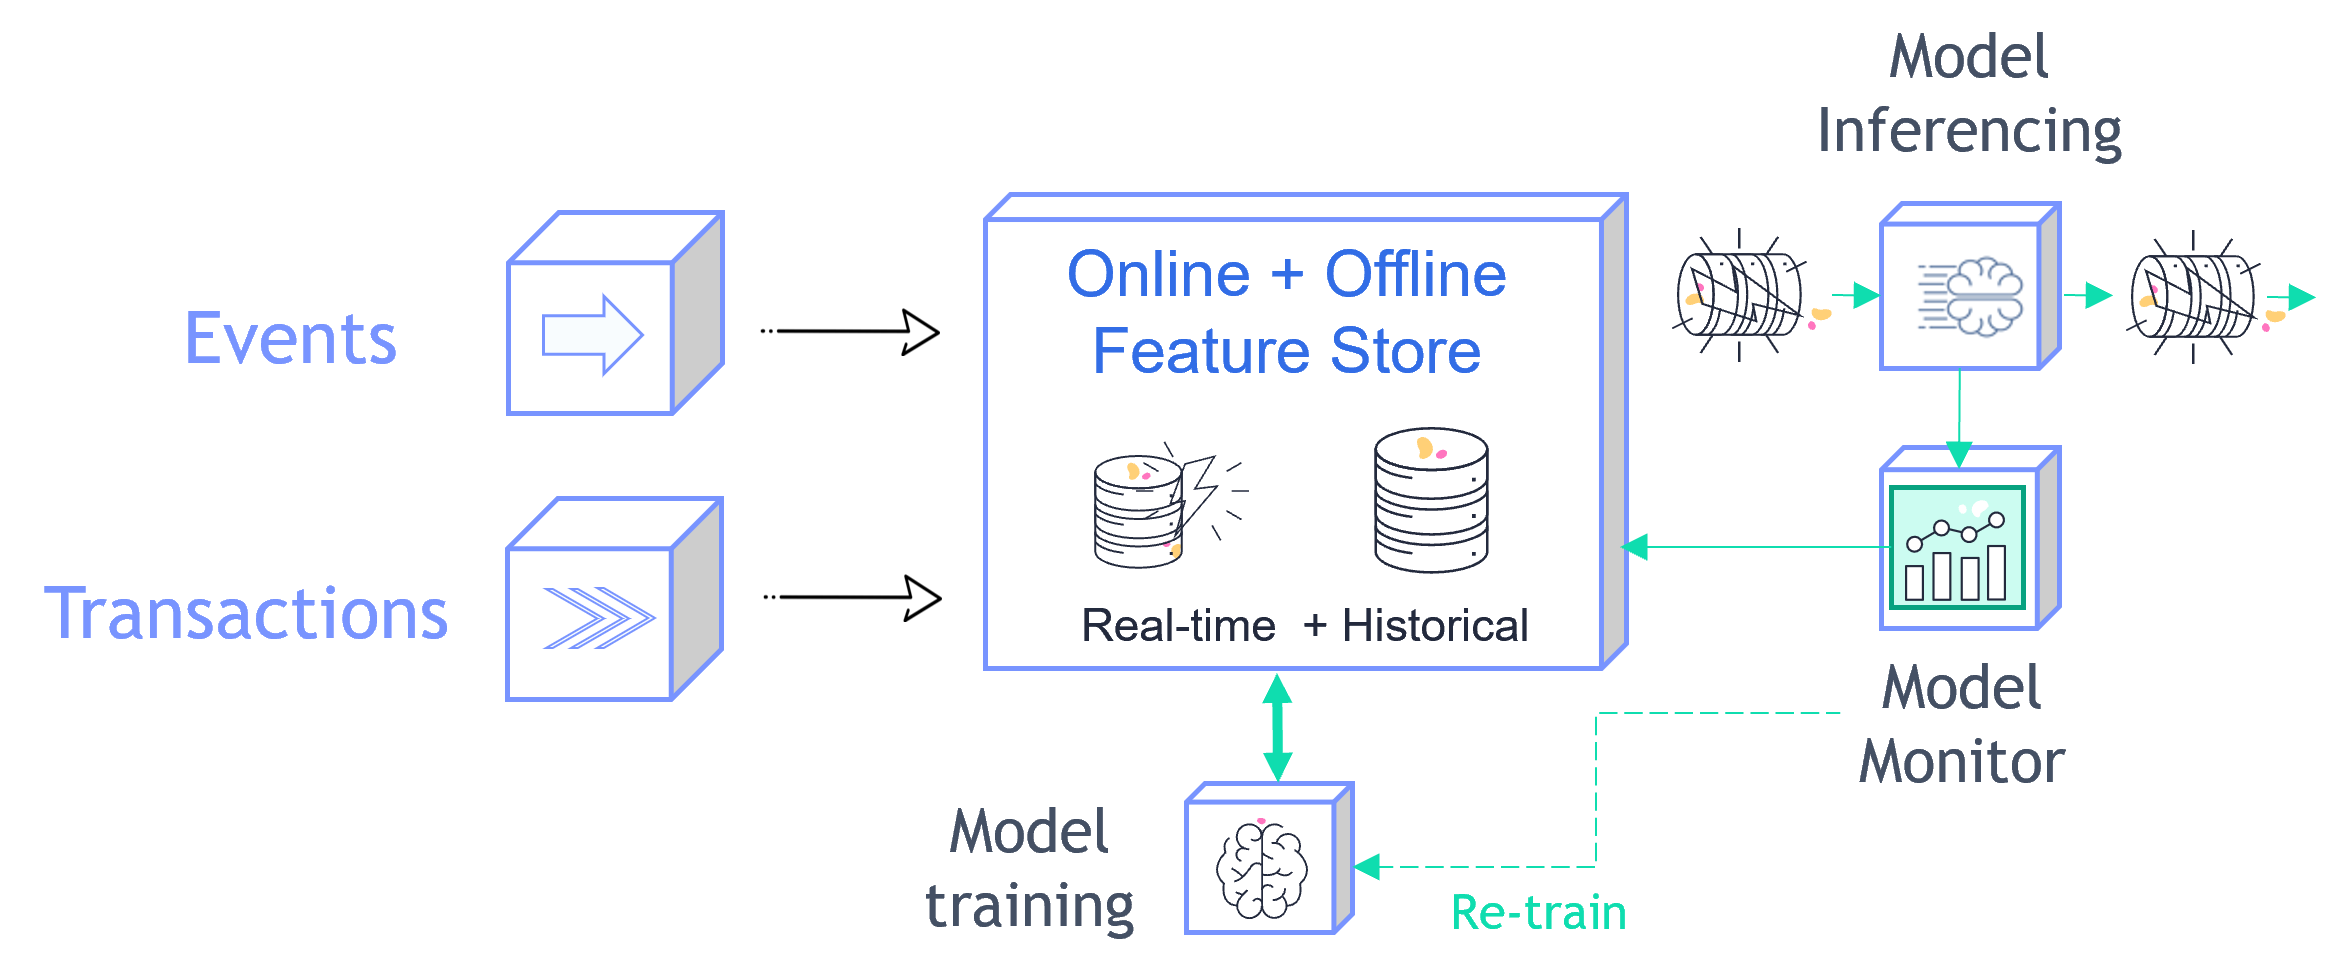 Model
Inferencing
Online + Offline
Feature Store
Events
Transactions
Real-time + Historical
Model
Monitor
Model
training
Re-train